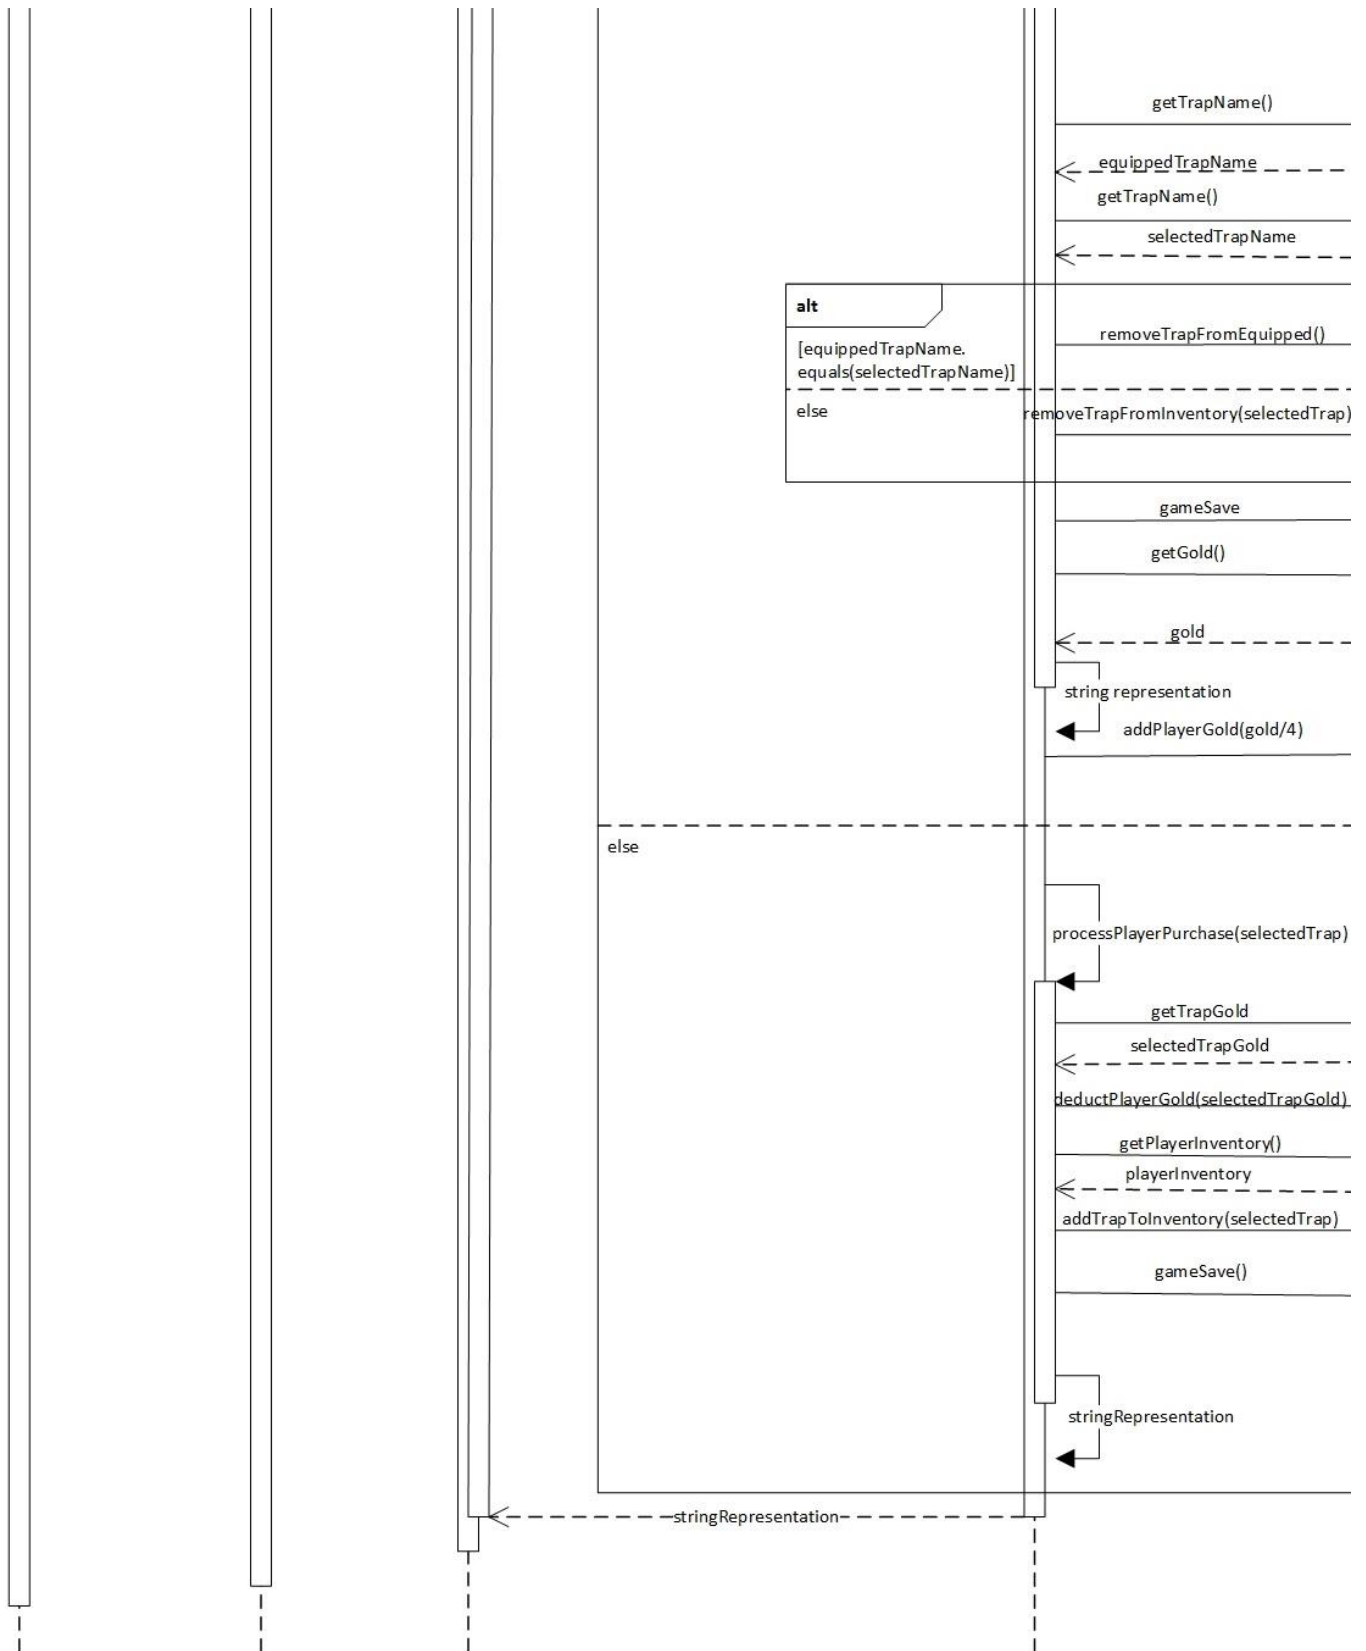 getTrapName()
equippedTrapName
getTrapName()
selectedTrapName
alt
removeTrapFromEquipped()
[equippedTrapName.
equals(selectedTrapName)]
else
removeTrapFromInventory(selectedTrap)
gameSave
getGold()
gold
string representation
addPlayerGold(gold/4)
else
processPlayerPurchase(selectedTrap)
getTrapGold
selectedTrapGold
deductPlayerGold(selectedTrapGold)
getPlayerInventory()
playerInventory
addTrapToInventory(selectedTrap)
gameSave()
stringRepresentation
stringRepresentation